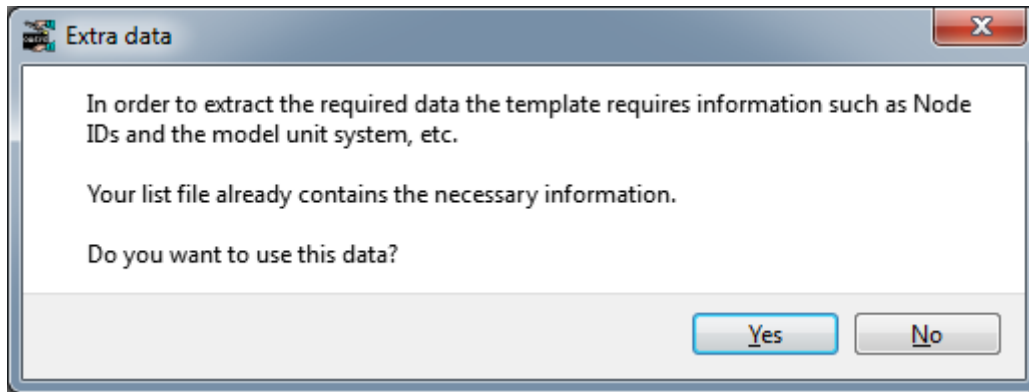 Extra data
In order to extract the required data the template requires information such as Node
IDs and the model unit system, etc.
Your list file already contains the necessary information.
Do you want to use this data?
Yes
No